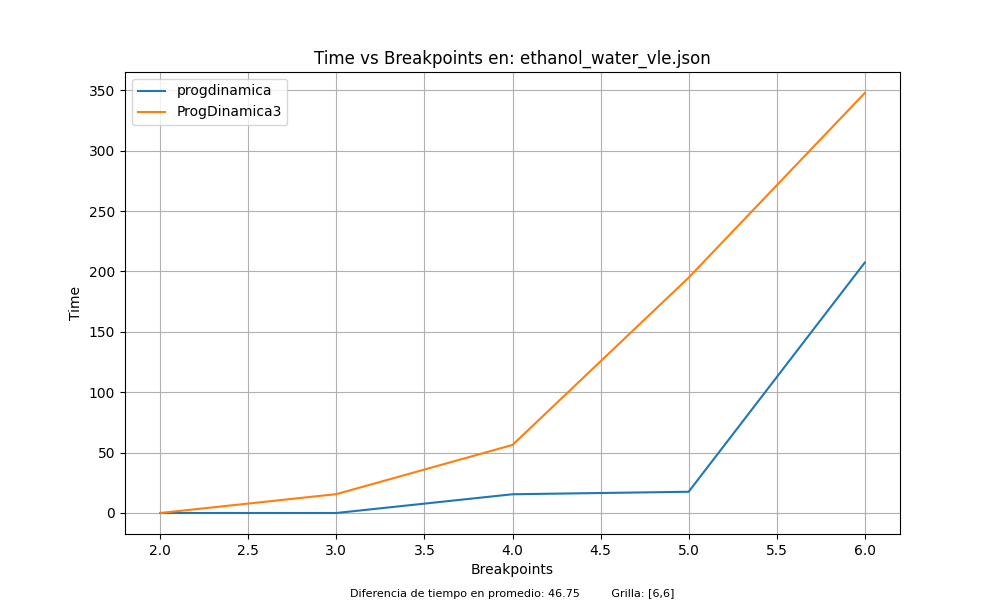 Time vs Breakpoints en: ethanol_water_vle.json
progdinamica
ProgDinamica3
350
300
250
200
150
100
50
0
Time
2.0 2.5 3.0 3.5 4.0 4.5 5.0 5.5 6.0
Breakpoints
Diferencia de tiempo en promedio: 46.75 Grilla: [6,6]